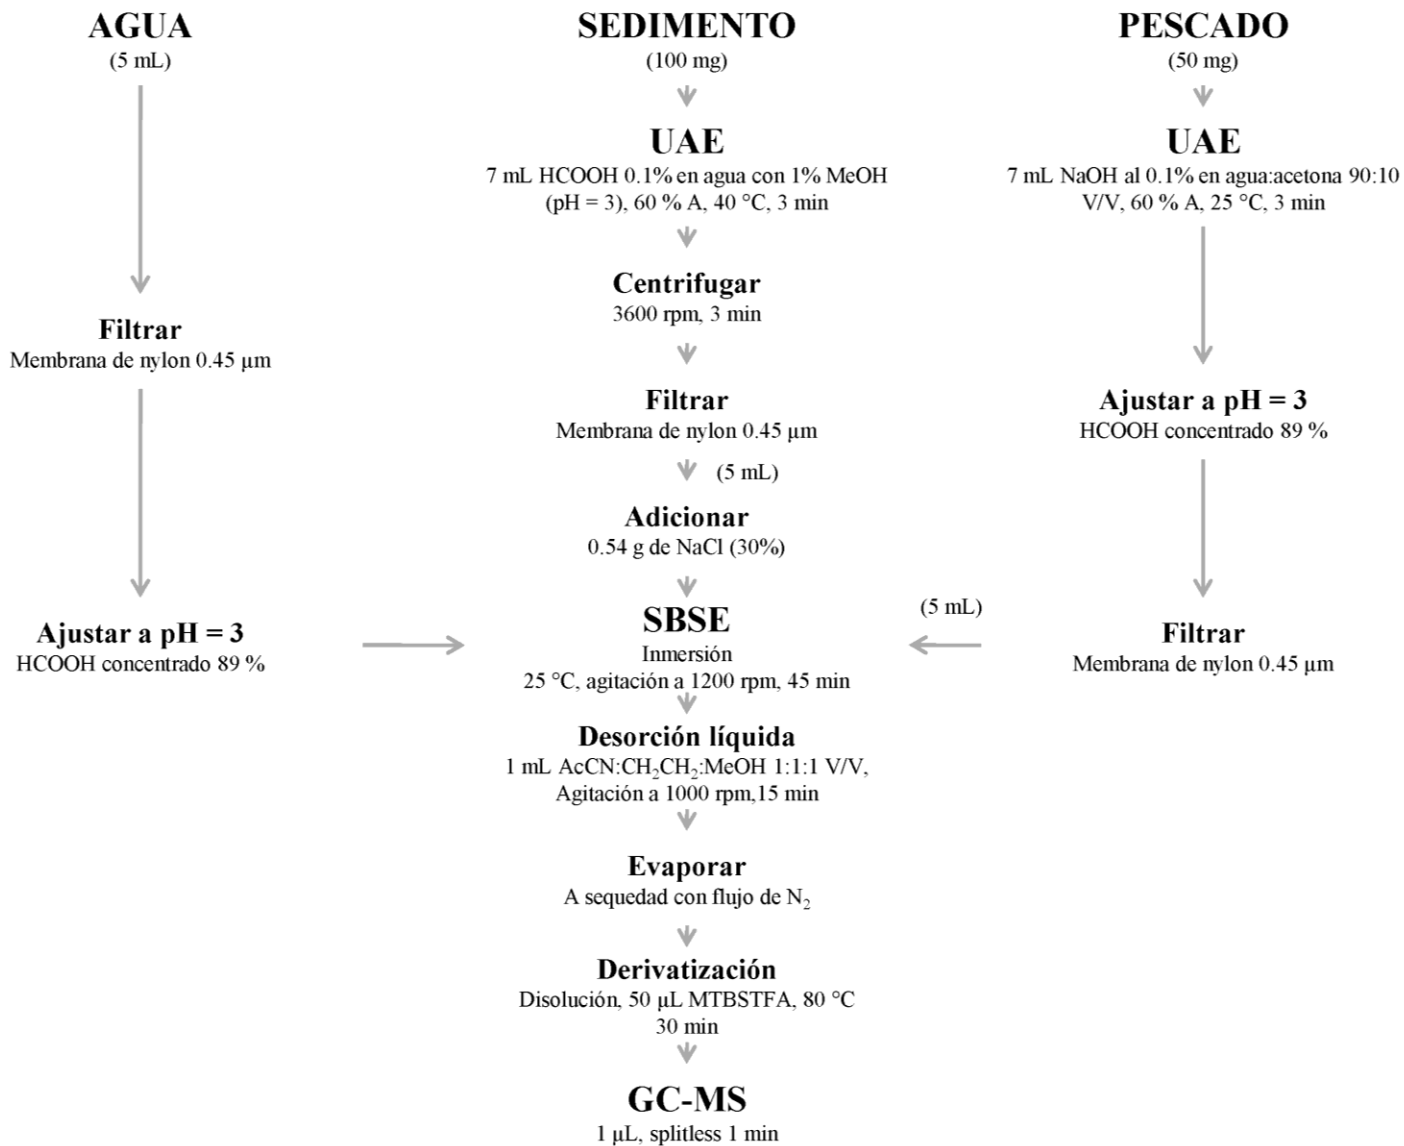 AGUA
(5 mL)
Filtrar
Membrana de nylon 0.45 µm
Ajustar a pH = 3
HCOOH concentrado 89 %
SEDIMENTO
(100 mg)
UAE
7 mL HCOOH 0.1% en agua con 1% MeOH
(pH = 3), 60 % A, 40 °C, 3 min
Centrifugar
3600 rpm, 3 min
Filtrar
Membrana de nylon 0.45 µm
(5 mL)
Adicionar
0.54 g de NaCl (30%)
SBSE
Inmersión
25 °C, agitación a 1200 rpm, 45 min
Desorción líquida
1 mL AcCN:CH₂CH₂:MeOH 1:1:1 V/V,
Agitación a 1000 rpm,15 min
Evaporar
A sequedad con flujo de N₂
Derivatización
Disolución, 50 µL MTBSTFA, 80 °C
30 min
GC-MS
1 µL, splitless 1 min
PESCADO
(50 mg)
UAE
7 mL NaOH al 0.1% en agua:acetona 90:10
V/V, 60 % A, 25 °C, 3 min
Ajustar a pH = 3
HCOOH concentrado 89 %
Filtrar
Membrana de nylon 0.45 µm
(5 mL)